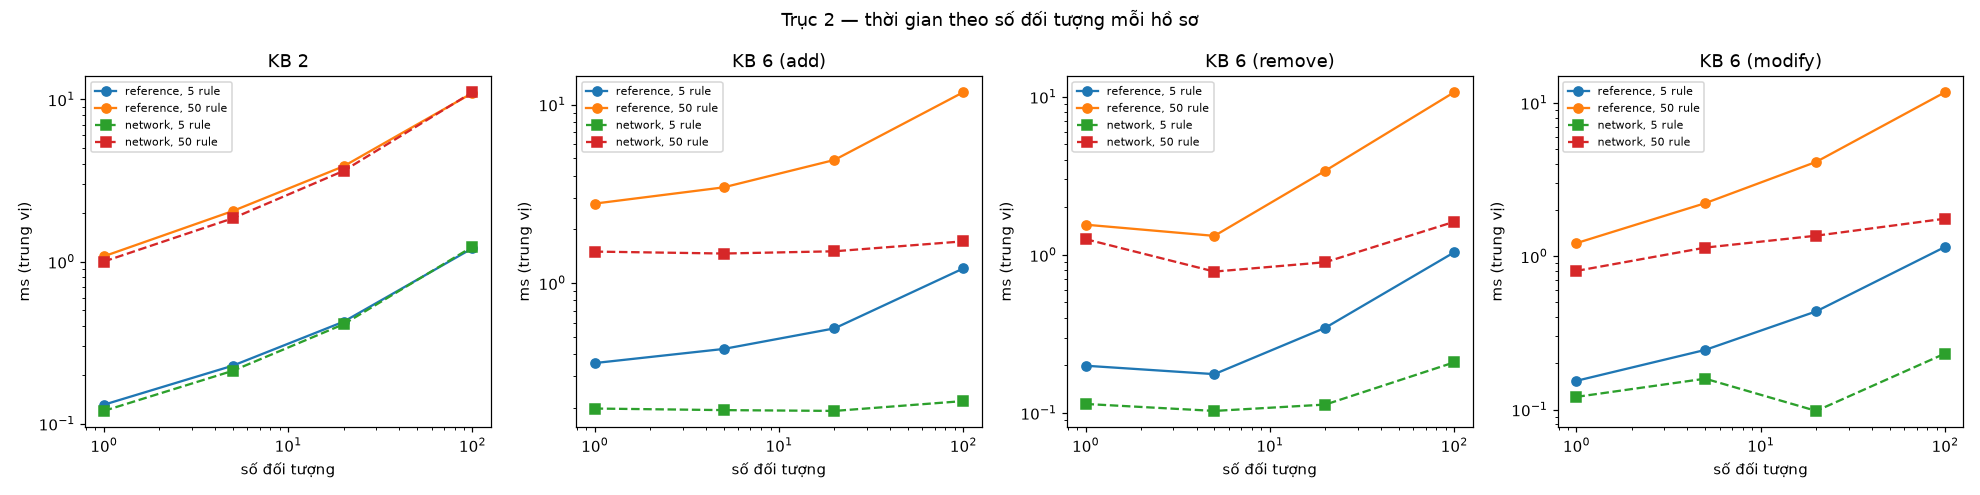 Trục 2 — thời gian theo số đối tượng mỗi hồ sơ
KB 2
reference, 5 rule
reference, 50 rule
network, 5 rule
network, 50 rule
ms (trung vị)
10¹
10⁰
10⁻¹
10⁰ 10¹ 10²
số đối tượng
KB 6 (add)
reference, 5 rule
reference, 50 rule
network, 5 rule
network, 50 rule
ms (trung vị)
10¹
10⁰
10⁰ 10¹ 10²
số đối tượng
KB 6 (remove)
reference, 5 rule
reference, 50 rule
network, 5 rule
network, 50 rule
ms (trung vị)
10¹
10⁰
10⁻¹
10⁰ 10¹ 10²
số đối tượng
KB 6 (modify)
reference, 5 rule
reference, 50 rule
network, 5 rule
network, 50 rule
ms (trung vị)
10¹
10⁰
10⁻¹
10⁰ 10¹ 10²
số đối tượng